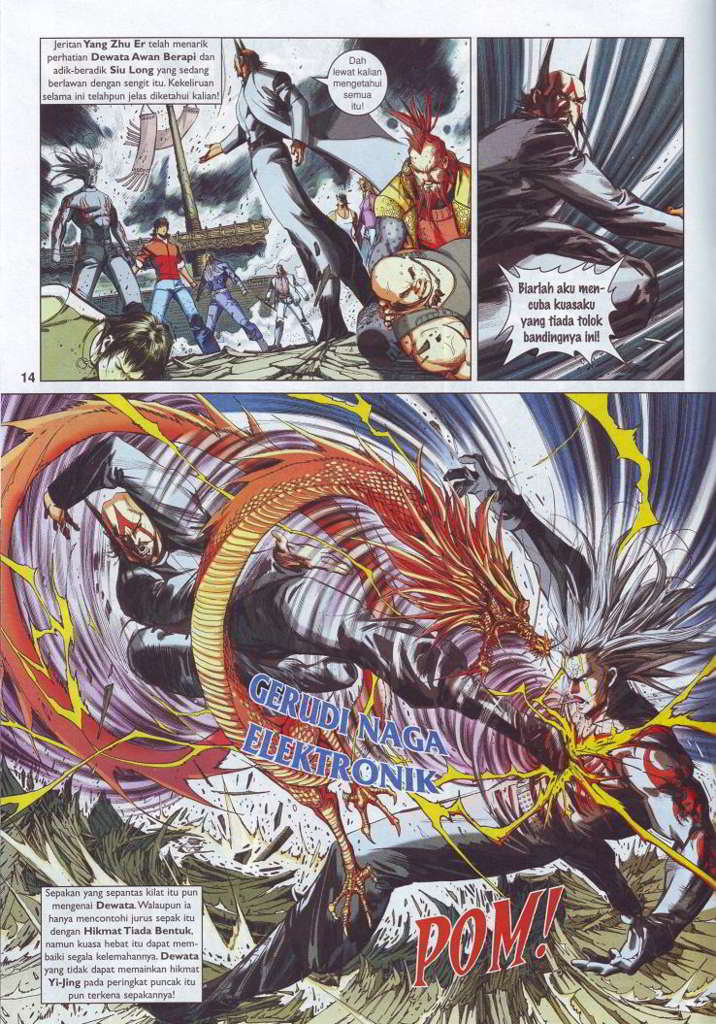 Jeritan Yang Zhu Er telah menarik
perhatian Dewata Awan Berapi dan
adik-beradik Siu Long yang sedang
berlawan dengan sengit itu. Kekeliruan
selama ini telahpun jelas diketahui kalian!
Dah
lewat kalian
mengetahui
semua
itu!
Biarlah aku men-
cuba kuasaku
yang tiada tolok
bandingnya ini!
14
GERUDI NAGA
ELEKTRONIK
Sepakan yang sepantas kilat itu pun
mengenai Dewata. Walaupun ia
hanya mencontohi jurus sepak itu
dengan Hikmat Tiada Bentuk,
namun kuasa hebat itu dapat mem-
baiki segala kelemahannya. Dewata
yang tidak dapat memainkan hikmat
Yi-Jing pada peringkat puncak itu
pun terkena sepakannya!
POM!